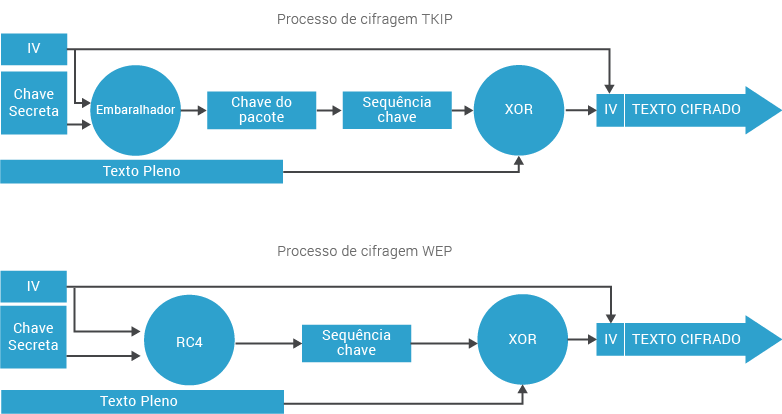 Processo de cifragem TKIP
IV
Chave
Secreta
Embaralhador
Chave do
pacote
Sequência
chave
XOR
IV
TEXTO CIFRADO
Texto Pleno
Processo de cifragem WEP
IV
Chave
Secreta
RC4
Sequência
chave
XOR
IV
TEXTO CIFRADO
Texto Pleno